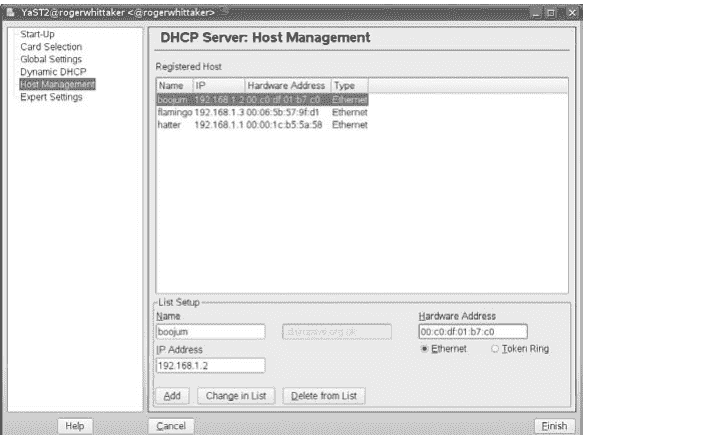 YaST2@rogerwhittaker <@rogerwhittaker>
Start-Up
Card Selection
Global Settings
Dynamic DHCP
Host Management
Expert Settings
DHCP Server: Host Management
Registered Host
Name IP Hardware Address Type
boojum 192.168.1.2 00:c0:df:01:b7:c0 Ethernet
flamingo 192.168.1.3 00:06:5b:57:9f:d1 Ethernet
hatter 192.168.1.1 00:00:1c:b5:5a:58 Ethernet
List Setup
Name Hardware Address
boojum 00:c0:df:01:b7:c0
IP Address Ethernet Token Ring
192.168.1.2
Add Change in List Delete from List
Help Cancel Finish